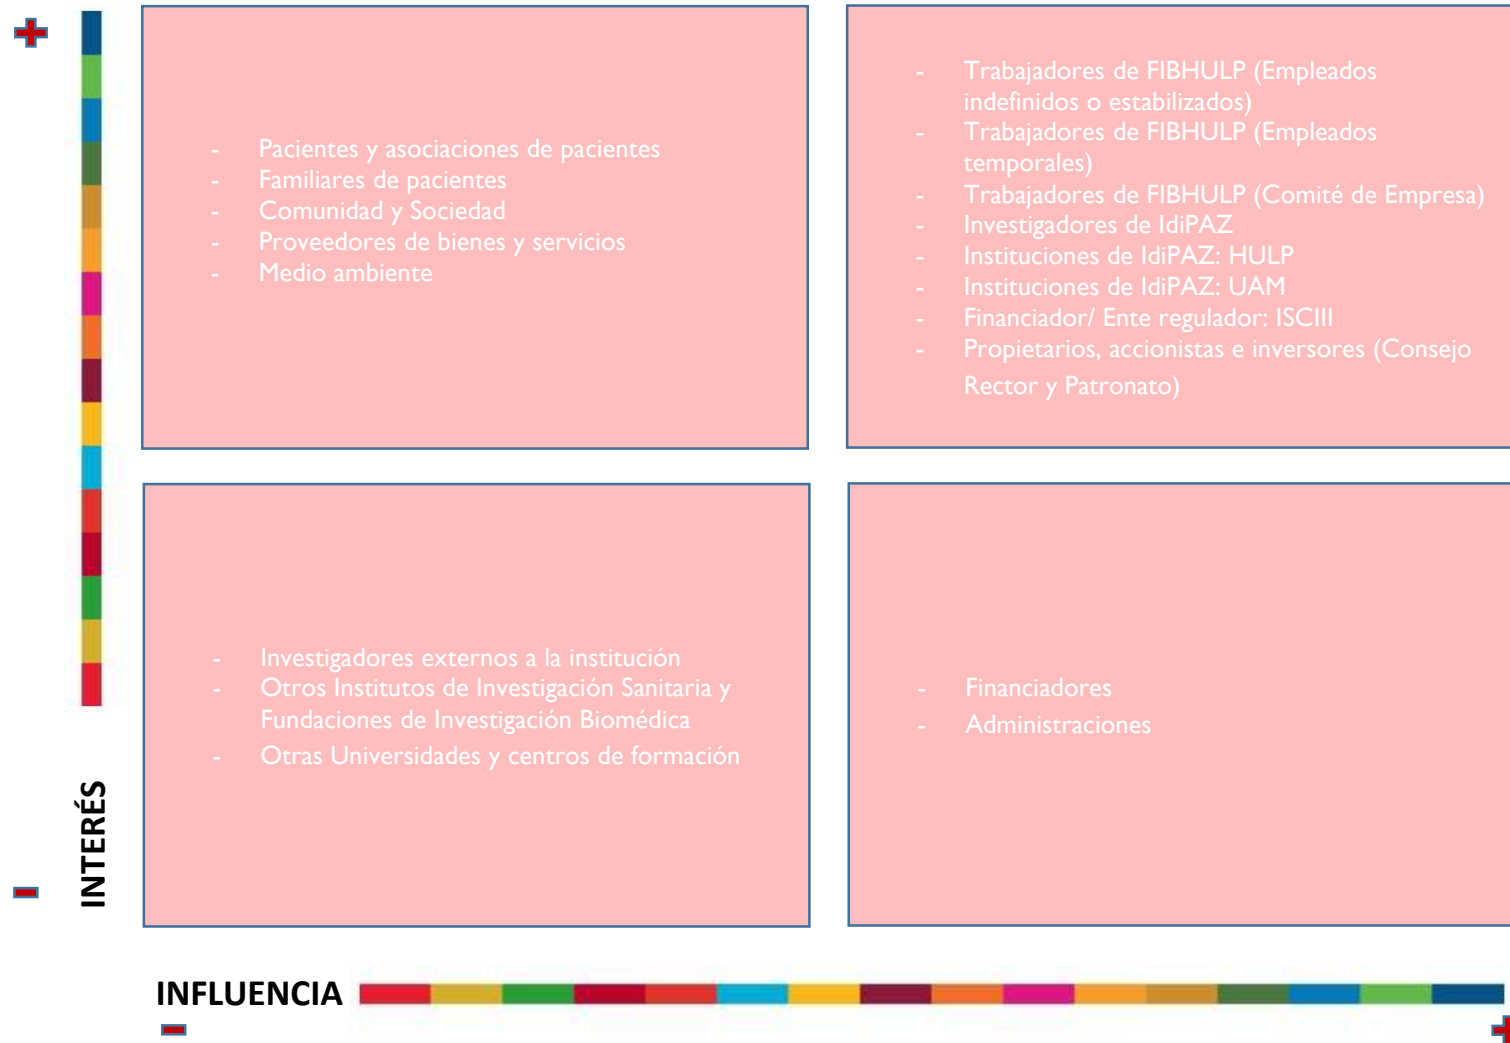 - Pacientes y asociaciones de pacientes
- Familiares de pacientes
- Comunidad y Sociedad
- Proveedores de bienes y servicios
- Medio ambiente
- Trabajadores de FIBHULP (Empleados
indefinidos o estabilizados)
- Trabajadores de FIBHULP (Empleados
temporales)
- Trabajadores de FIBHULP (Comité de Empresa)
- Investigadores de IdiPAZ
- Instituciones de IdiPAZ: HULP
- Instituciones de IdiPAZ: UAM
- Financiador/ Ente regulador: ISCIII
- Propietarios, accionistas e inversores (Consejo
Rector y Patronato)
- Investigadores externos a la institución
- Otros Institutos de Investigación Sanitaria y
Fundaciones de Investigación Biomédica
- Otras Universidades y centros de formación
- Financiadores
- Administraciones
INTERÉS
INFLUENCIA